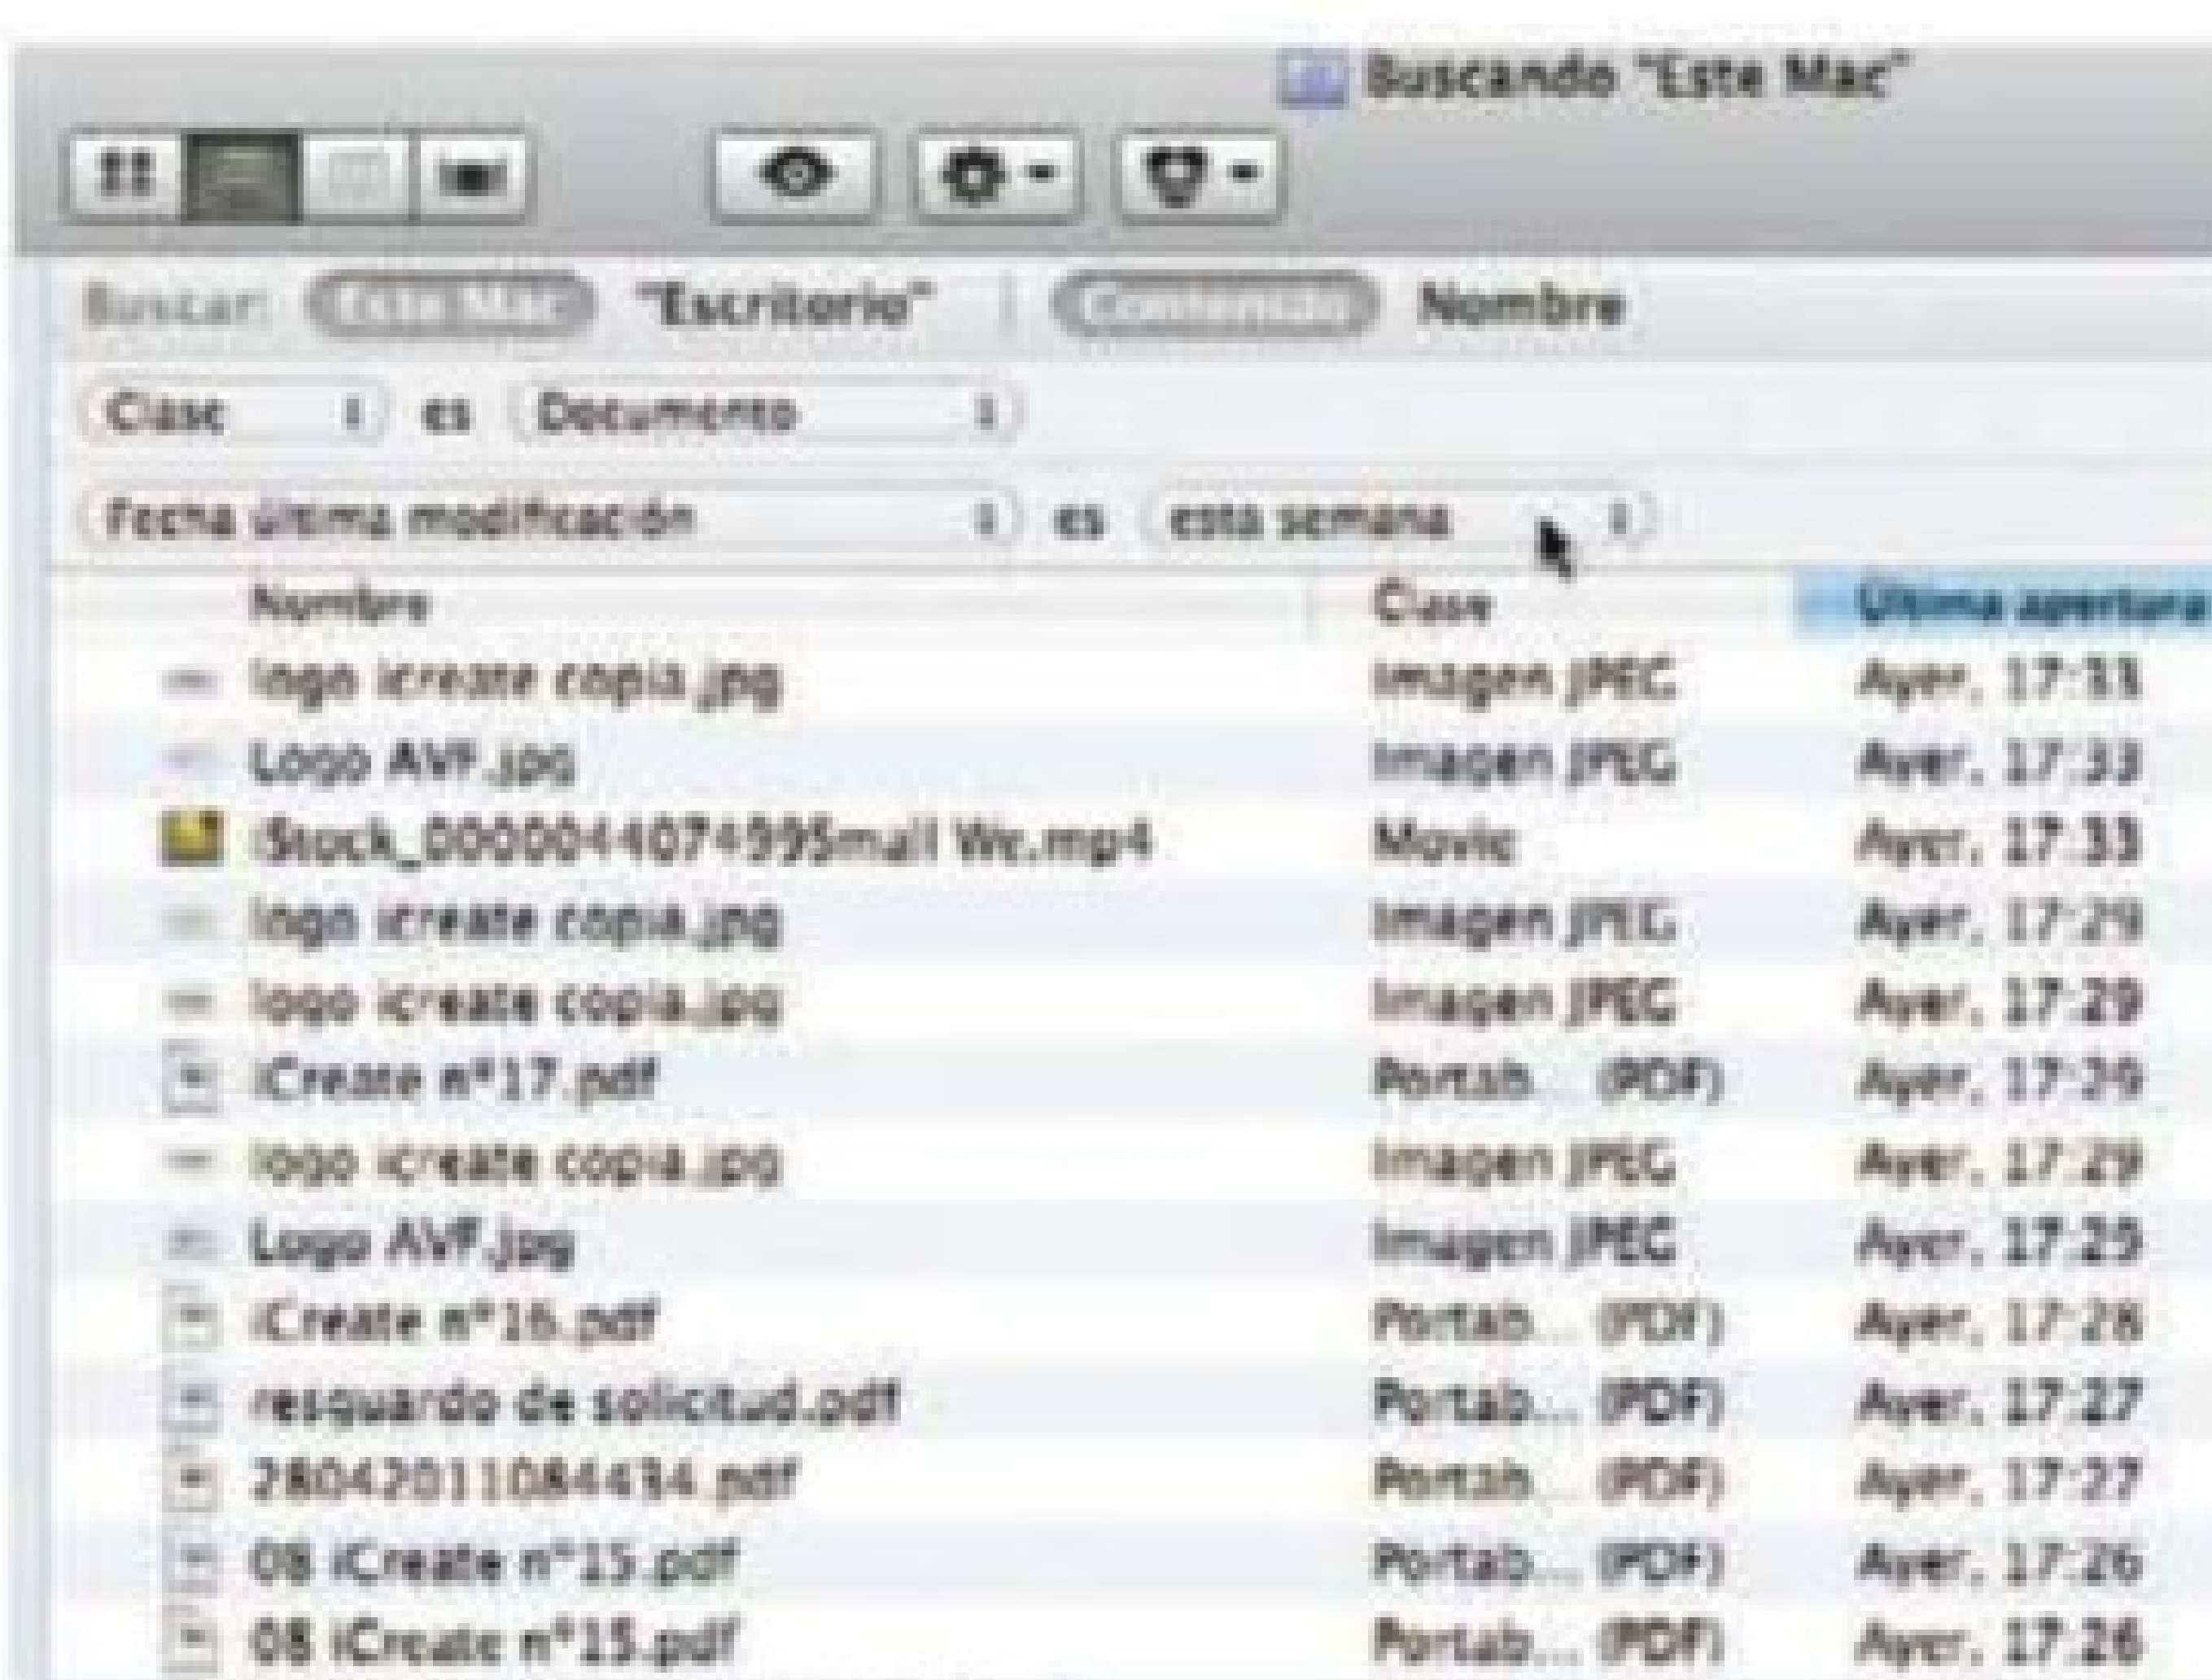 Buscando "Este Mac"
Buscar: Este Mac "Escritorio" Contenido Nombre
Clase es Documento
Fecha última modificación es esta semana
Nombre Clase Última apertura
logo icreate copia.jpg Imagen JPEG Ayer, 17:33
Logo AVF.jpg Imagen JPEG Ayer, 17:33
iStock_000004407499Small We.mp4 Movie Ayer, 17:33
logo icreate copia.jpg Imagen JPEG Ayer, 17:29
logo icreate copia.jpg Imagen JPEG Ayer, 17:29
iCreate nº17.pdf Portab... (PDF) Ayer, 17:29
logo icreate copia.jpg Imagen JPEG Ayer, 17:29
Logo AVF.jpg Imagen JPEG Ayer, 17:29
iCreate nº16.pdf Portab... (PDF) Ayer, 17:28
resguardo de solicitud.pdf Portab... (PDF) Ayer, 17:27
28042011084434.pdf Portab... (PDF) Ayer, 17:27
08 iCreate nº15.pdf Portab... (PDF) Ayer, 17:26
08 iCreate nº15.pdf Portab... (PDF) Ayer, 17:26